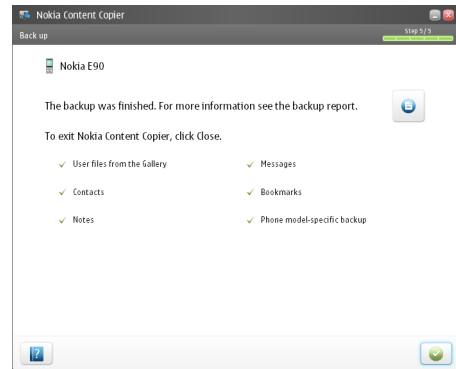 Nokia Content Copier
Back up
Step 5/5
Nokia E90
The backup was finished. For more information see the backup report.
To exit Nokia Content Copier, click Close.
User files from the Gallery
Messages
Contacts
Bookmarks
Notes
Phone model-specific backup
?